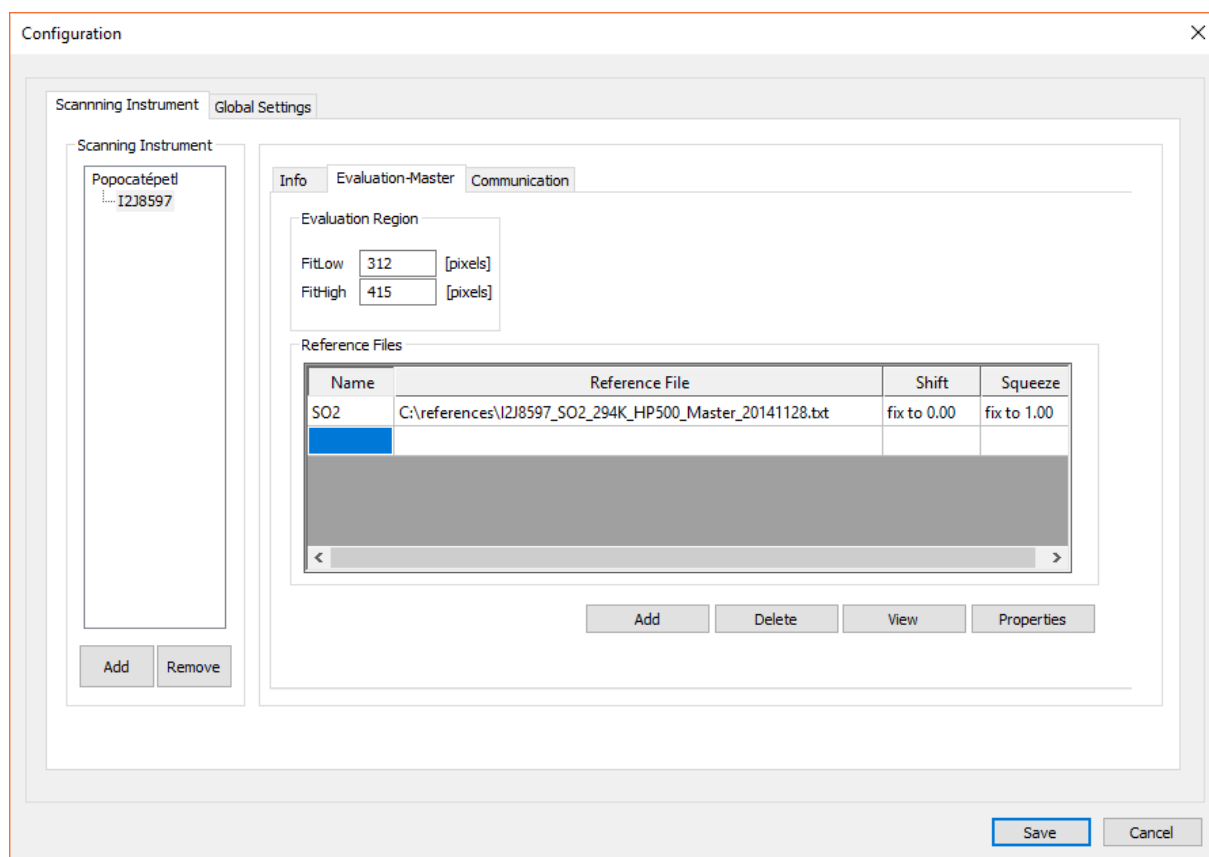 Configuration
Scannning Instrument Global Settings
Scanning Instrument
Popocatépetl
I2J8597
Add Remove
Info Evaluation-Master Communication
Evaluation Region
FitLow 312 [pixels]
FitHigh 415 [pixels]
Reference Files
Name Reference File Shift Squeeze
SO2 C:\references\I2J8597_SO2_294K_HP500_Master_20141128.txt fix to 0.00 fix to 1.00
Add Delete View Properties
Save Cancel